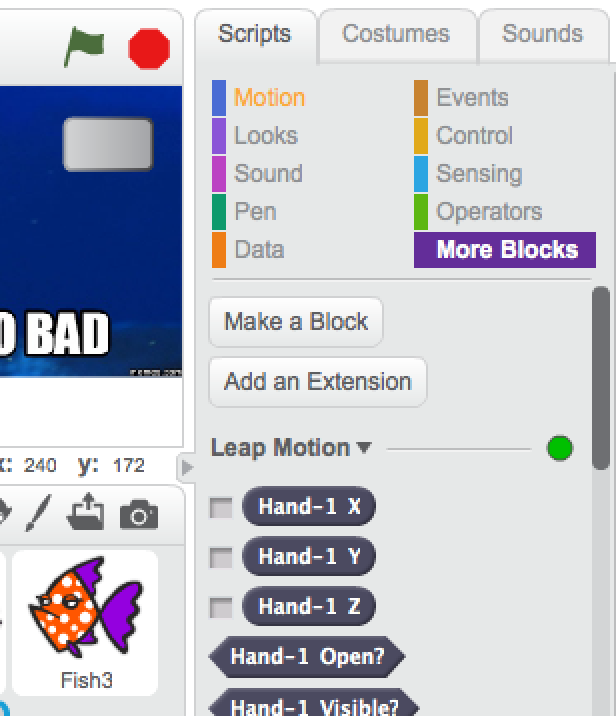 Scripts Costumes Sounds
Motion Events
Looks Control
Sound Sensing
Pen Operators
Data More Blocks
Make a Block
Add an Extension
BAD
x: 240 y: 172
Leap Motion
Hand-1 X
Hand-1 Y
Hand-1 Z
Fish3
Hand-1 Open?
Hand-1 Visible?